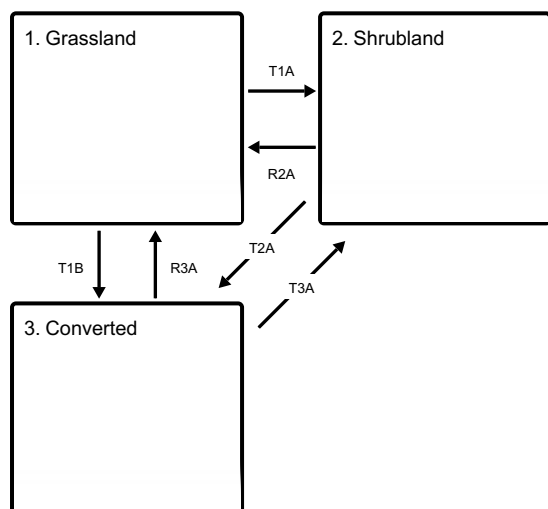 1. Grassland
2. Shrubland
T1A
R2A
T1B
R3A
T2A
T3A
3. Converted